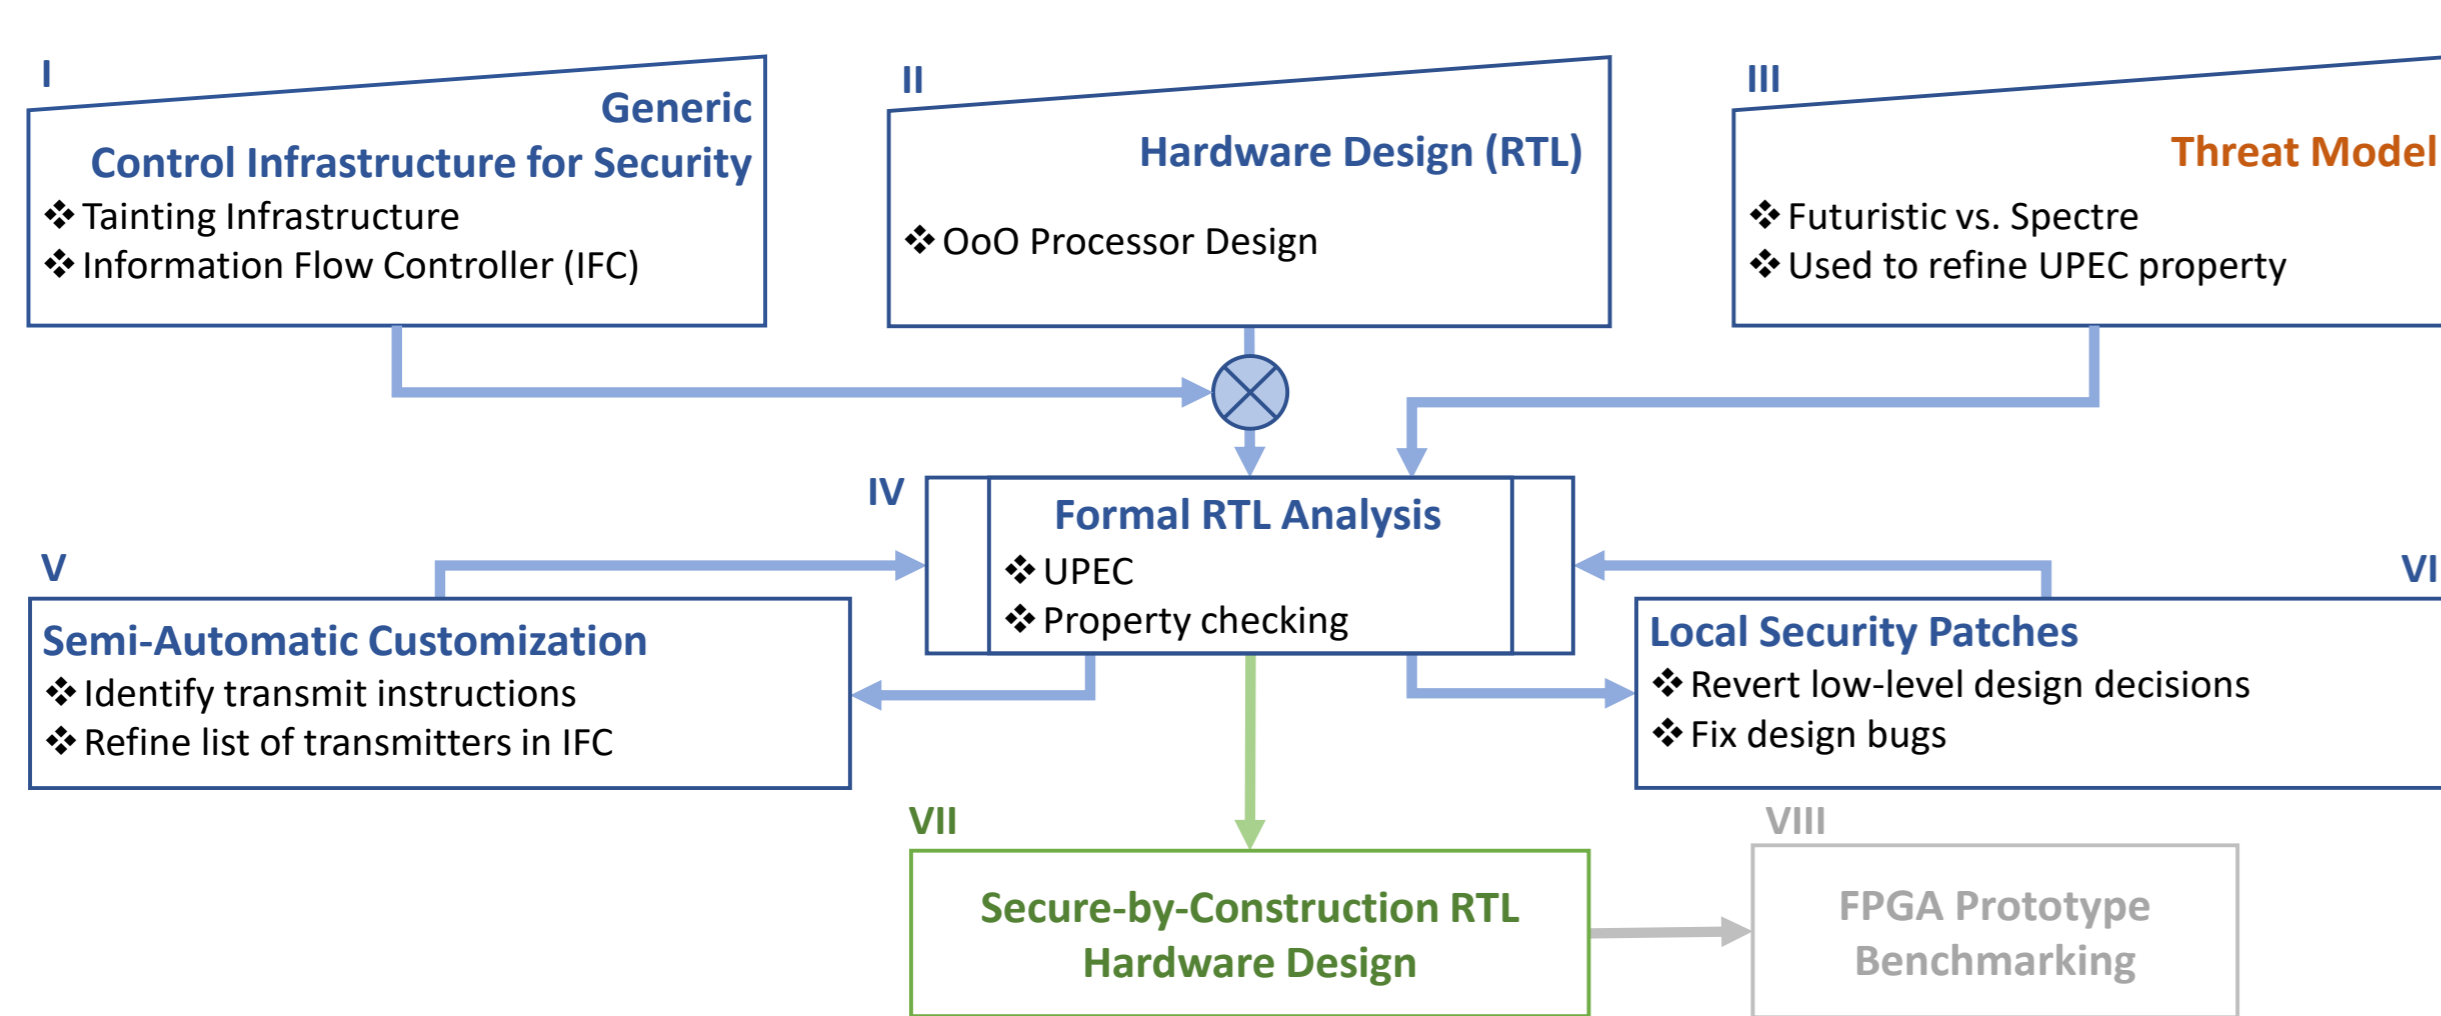 I
Generic
Control Infrastructure for Security
❖ Tainting Infrastructure
❖ Information Flow Controller (IFC)
II
Hardware Design (RTL)
❖ OoO Processor Design
III
Threat Model
❖ Futuristic vs. Spectre
❖ Used to refine UPEC property
IV
Formal RTL Analysis
❖ UPEC
❖ Property checking
V
Semi-Automatic Customization
❖ Identify transmit instructions
❖ Refine list of transmitters in IFC
VI
Local Security Patches
❖ Revert low-level design decisions
❖ Fix design bugs
VII
Secure-by-Construction RTL
Hardware Design
VIII
FPGA Prototype
Benchmarking